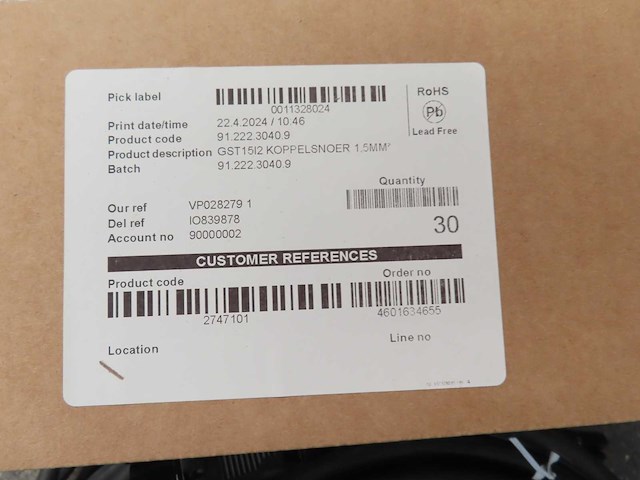 Pick label
0011328024
RoHS
Pb
Lead Free
Print date/time 22.4.2024 / 10.46
Product code 91.222.3040.9
Product description GST15I2 KOPPELSNOER 1.5MM²
Batch 91.222.3040.9
Quantity
30
Our ref VP028279 1
Del ref IO839878
Account no 90000002
CUSTOMER REFERENCES
Product code Order no
2747101 4601634655
Location Line no